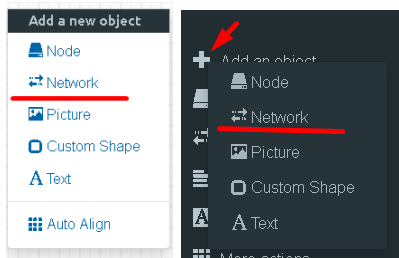 Add a new object
Node
Network
Picture
Custom Shape
Text
Auto Align
Add an object
Node
Network
Picture
Custom Shape
Text
More actions